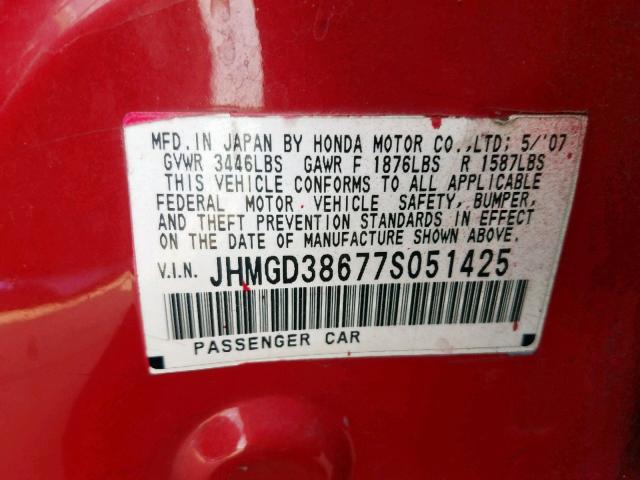 MFD. IN JAPAN BY HONDA MOTOR CO.,LTD; 5/'07
GVWR 3446LBS GAWR F 1876LBS R 1587LBS
THIS VEHICLE CONFORMS TO ALL APPLICABLE
FEDERAL MOTOR VEHICLE SAFETY, BUMPER,
AND THEFT PREVENTION STANDARDS IN EFFECT
ON THE DATE OF MANUFACTURE SHOWN ABOVE.
V.I.N. JHMGD38677S051425
PASSENGER CAR